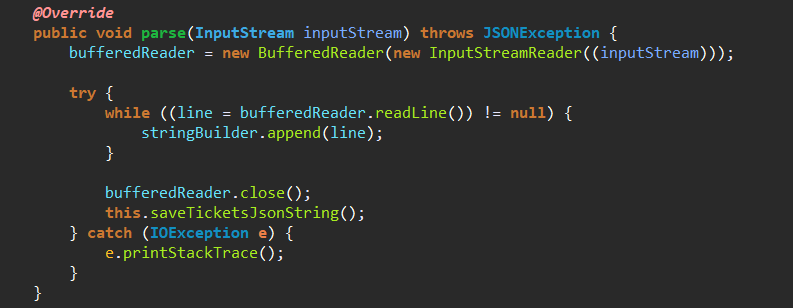 @Override
public void parse(InputStream inputStream) throws JSONException {
    bufferedReader = new BufferedReader(new InputStreamReader((inputStream)));

    try {
        while ((line = bufferedReader.readLine()) != null) {
            stringBuilder.append(line);
        }

        bufferedReader.close();
        this.saveTicketsJsonString();
    } catch (IOException e) {
        e.printStackTrace();
    }
}